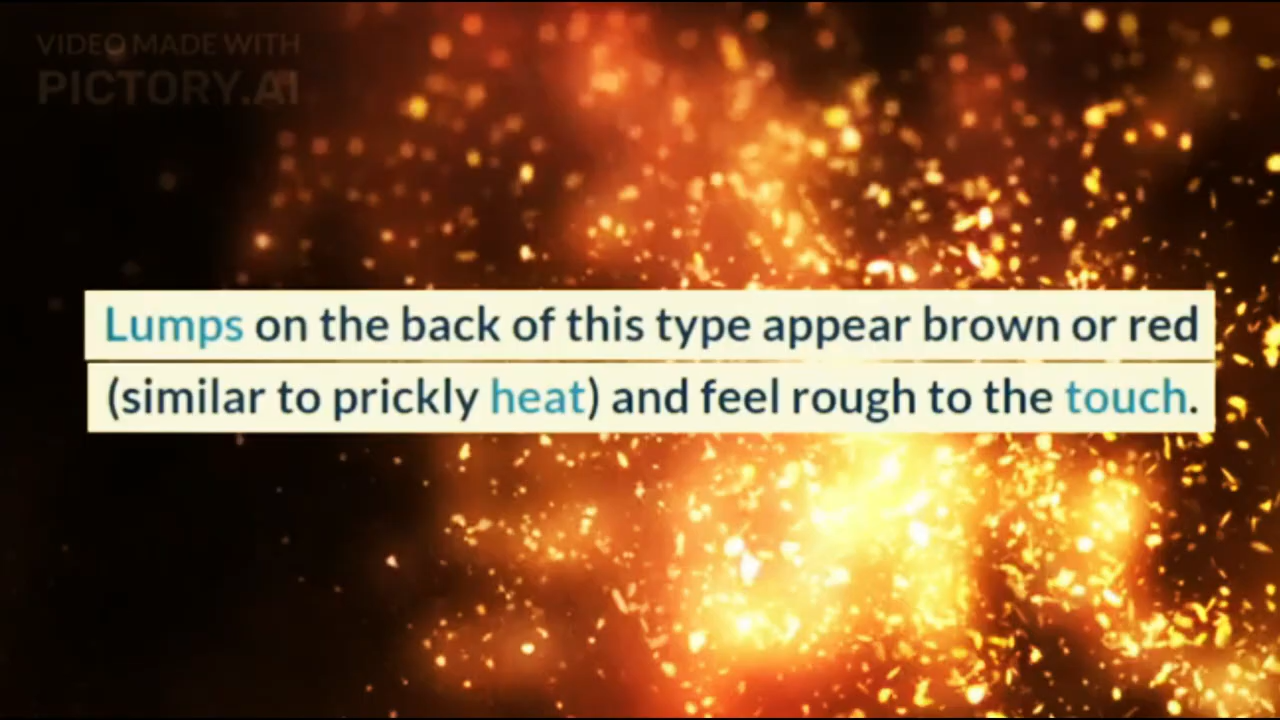 VIDEO MADE WITH
PICTORY.AI
Lumps on the back of this type appear brown or red
(similar to prickly heat) and feel rough to the touch.